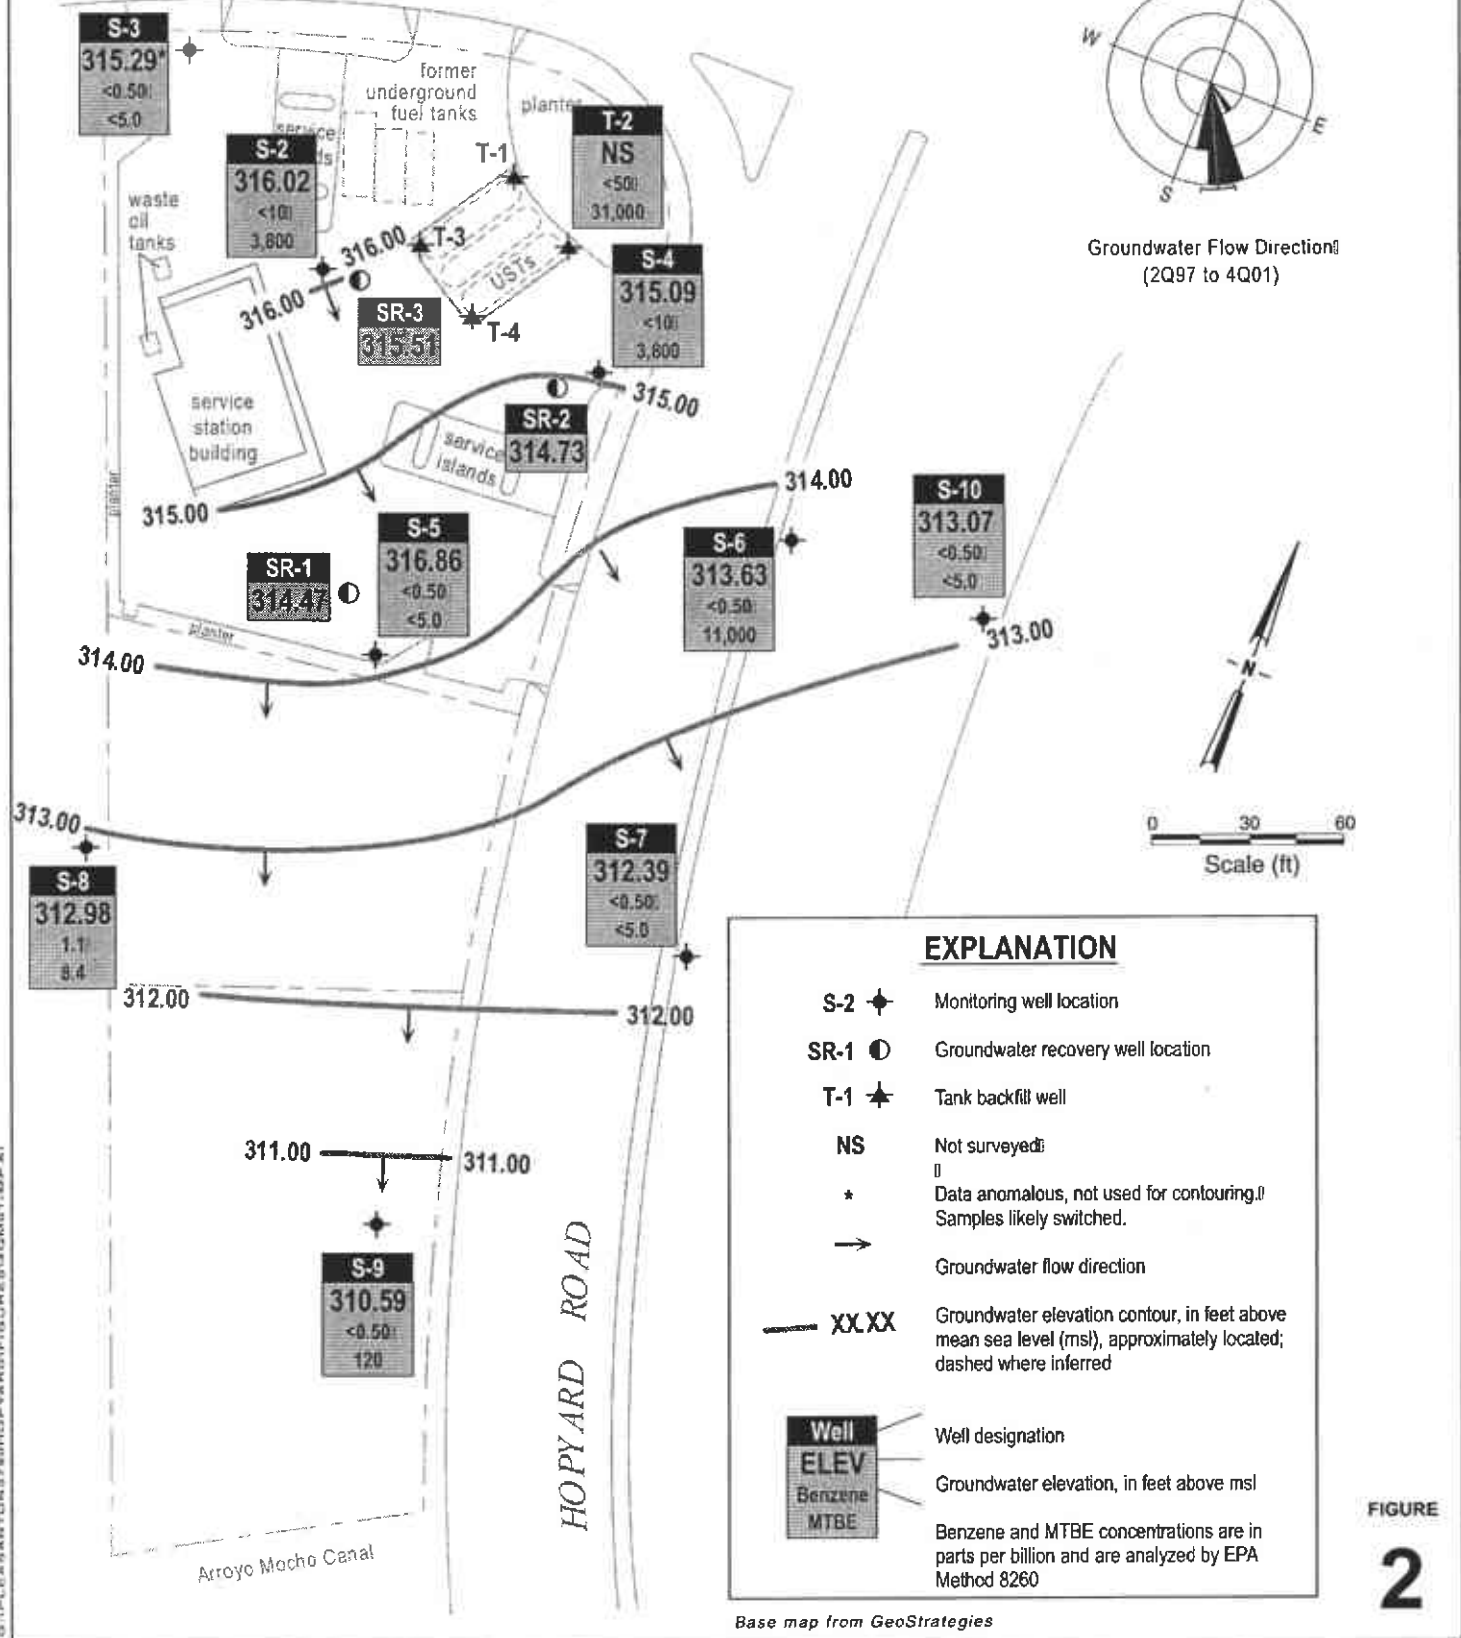 S-3
315.29*
<0.50
<5.0
former
underground
fuel tanks
planter
W
E
S
Groundwater Flow Direction
(2Q97 to 4Q01)
service
S-2
316.02
<10
3,800
T-1
T-2
NS
<50
31,000
waste
oil
tanks
316.00
T-3
USTs
T-4
316.00
SR-3
315.51
S-4
315.09
<10
3,800
315.00
SR-2
314.73
service
islands
service
station
building
planter
315.00
314.00
S-10
313.07
<0.50
<5.0
S-5
316.86
<0.50
<5.0
S-6
313.63
<0.50
11,000
SR-1
314.47
planter
314.00
313.00
N
313.00
S-8
312.98
1.1
8.4
S-7
312.39
<0.50
<5.0
0 30 60
Scale (ft)
312.00
312.00
311.00
311.00
S-9
310.59
<0.50
120
HOPYARD ROAD
Arroyo Mocho Canal
EXPLANATION
S-2 Monitoring well location
SR-1 Groundwater recovery well location
T-1 Tank backfill well
NS Not surveyed
* Data anomalous, not used for contouring.
Samples likely switched.
Groundwater flow direction
XX.XX Groundwater elevation contour, in feet above
mean sea level (msl), approximately located;
dashed where inferred
Well
ELEV
Benzene
MTBE
Well designation
Groundwater elevation, in feet above msl
Benzene and MTBE concentrations are in
parts per billion and are analyzed by EPA
Method 8260
Base map from GeoStrategies
FIGURE
2